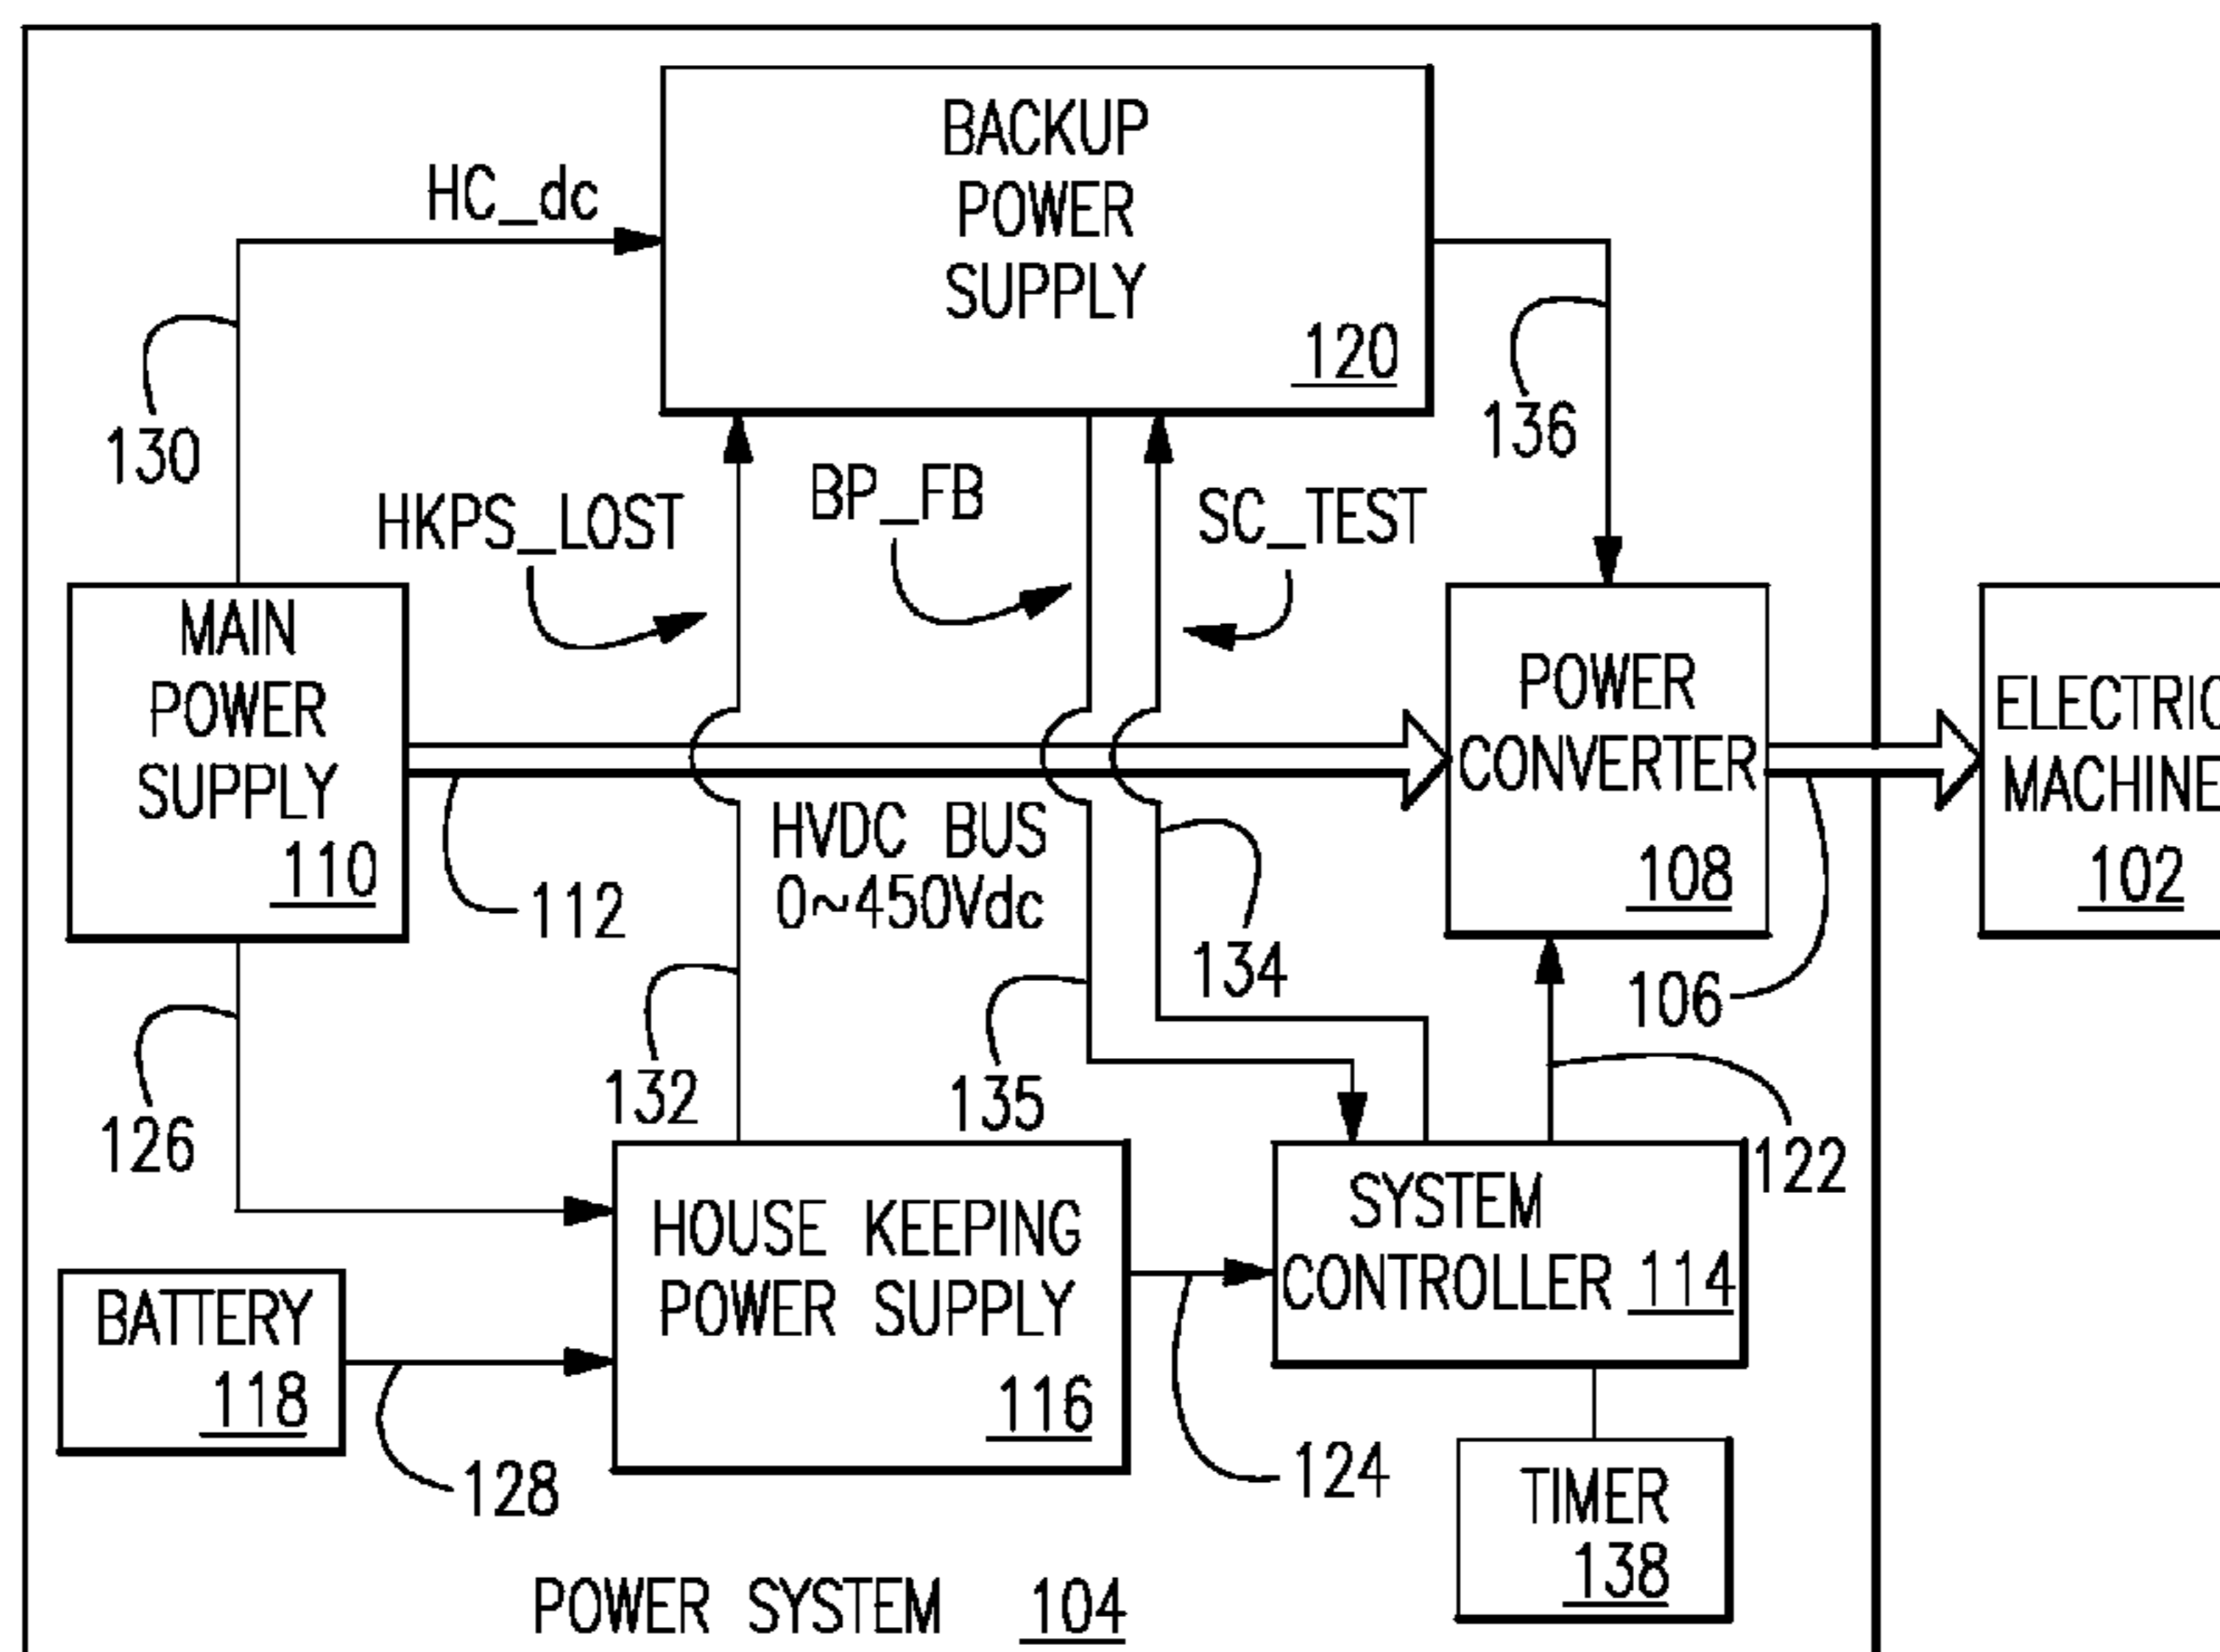 BACKUP
POWER
SUPPLY
120
HC_dc
130
136
HKPS_LOST
BP_FB
SC_TEST
MAIN
POWER
SUPPLY
110
112
HVDC BUS
0~450Vdc
134
POWER
CONVERTER
108
106
ELECTRIC
MACHINE
102
126
132
135
122
HOUSE KEEPING
POWER SUPPLY
116
SYSTEM
CONTROLLER 114
BATTERY
118
128
124
TIMER
138
POWER SYSTEM 104